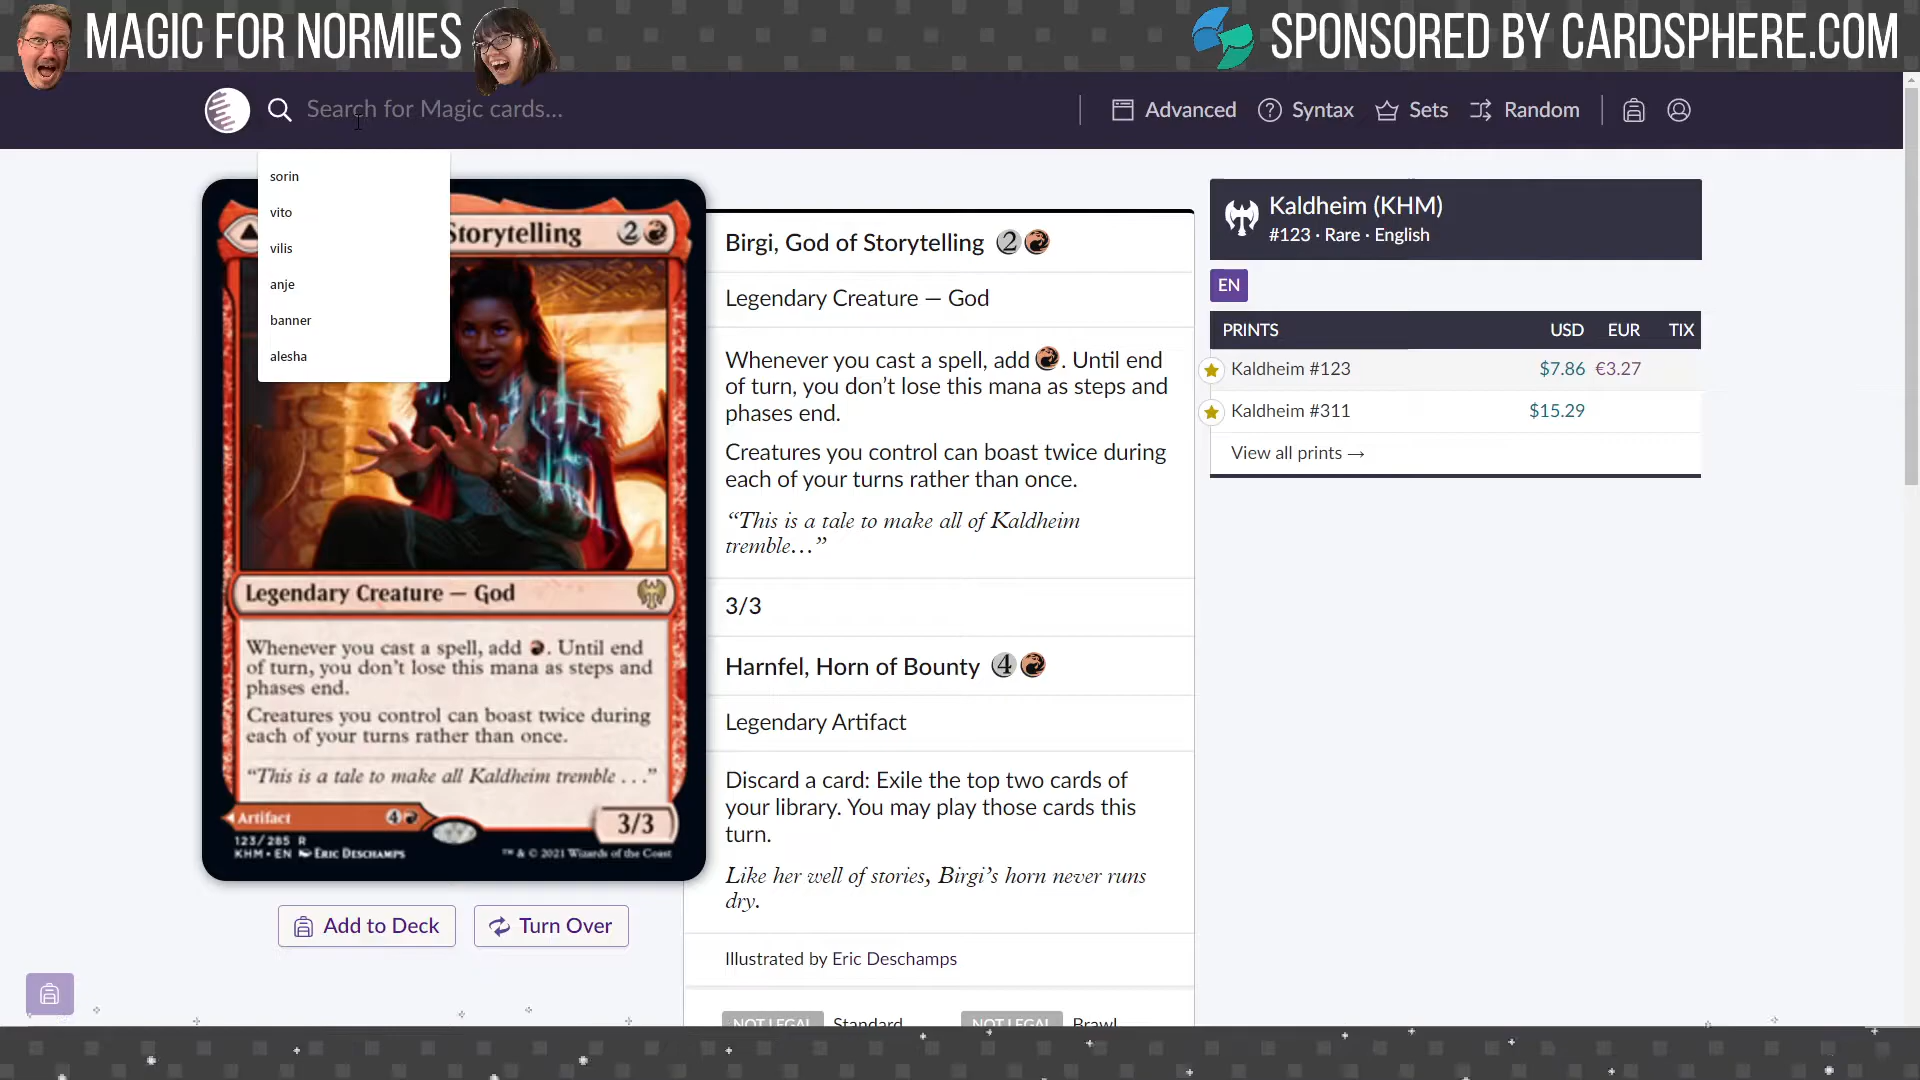 MAGIC FOR NORMIES
SPONSORED BY CARDSPHERE.COM
Search for Magic cards...
Advanced
Syntax
Sets
Random
sorin
vito
vilis
anje
banner
alesha
Storytelling 2
Legendary Creature — God
Whenever you cast a spell, add . Until end
of turn, you don't lose this mana as steps and
phases end.
Creatures you control can boast twice during
each of your turns rather than once.
"This is a tale to make all Kaldheim tremble . . ."
Artifact 4
3/3
123/285 R
KHM • EN Eric Deschamps
™ & © 2021 Wizards of the Coast
Add to Deck
Turn Over
Birgi, God of Storytelling 2
Legendary Creature — God
Whenever you cast a spell, add . Until end
of turn, you don’t lose this mana as steps and
phases end.
Creatures you control can boast twice during
each of your turns rather than once.
“This is a tale to make all of Kaldheim
tremble…”
3/3
Harnfel, Horn of Bounty 4
Legendary Artifact
Discard a card: Exile the top two cards of
your library. You may play those cards this
turn.
Like her well of stories, Birgi’s horn never runs
dry.
Illustrated by Eric Deschamps
NOT LEGAL Standard NOT LEGAL Brawl
Kaldheim (KHM)
#123 · Rare · English
EN
PRINTS USD EUR TIX
Kaldheim #123 $7.86 €3.27
Kaldheim #311 $15.29
View all prints →